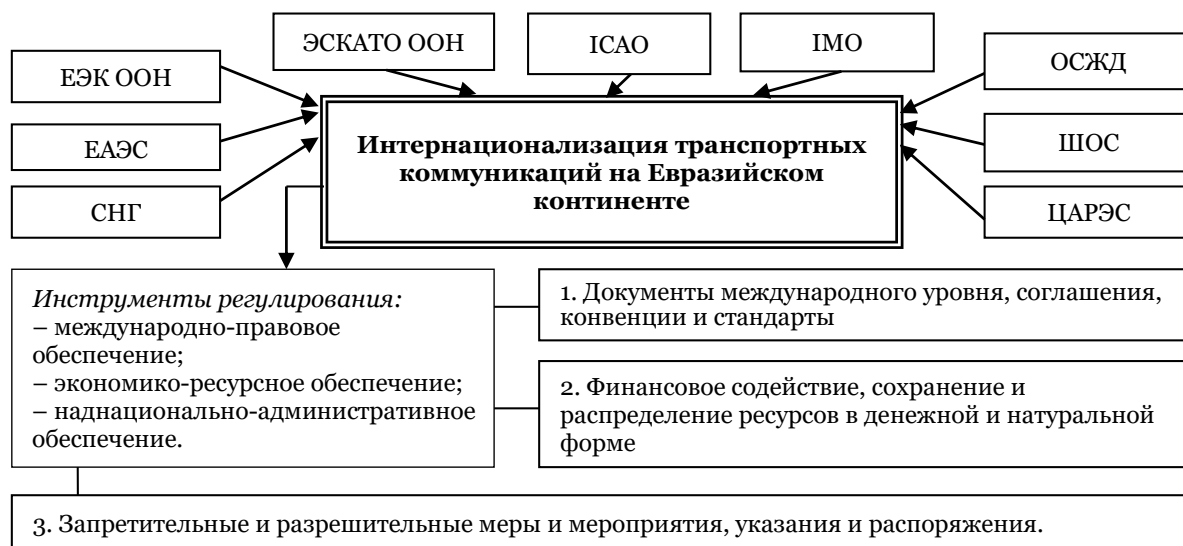 ЭСКАТО ООН
ICAO
IMO
ЕЭК ООН
ОСЖД
ЕАЭС
ШОС
СНГ
ЦАРЭС
Интернационализация транспортных
коммуникаций на Евразийском
континенте
Инструменты регулирования:
– международно-правовое
обеспечение;
– экономико-ресурсное обеспечение;
– наднационально-административное
обеспечение.
1. Документы международного уровня, соглашения,
конвенции и стандарты
2. Финансовое содействие, сохранение и
распределение ресурсов в денежной и натуральной
форме
3. Запретительные и разрешительные меры и мероприятия, указания и распоряжения.